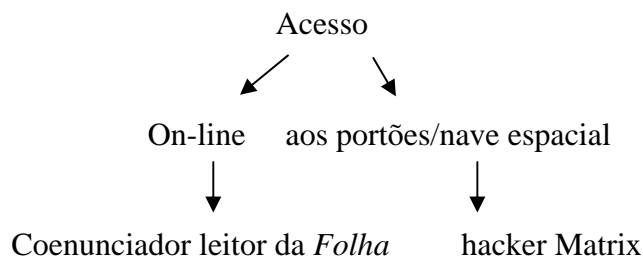 Acesso
On-line aos portões/nave espacial
Coenunciador leitor da Folha hacker Matrix